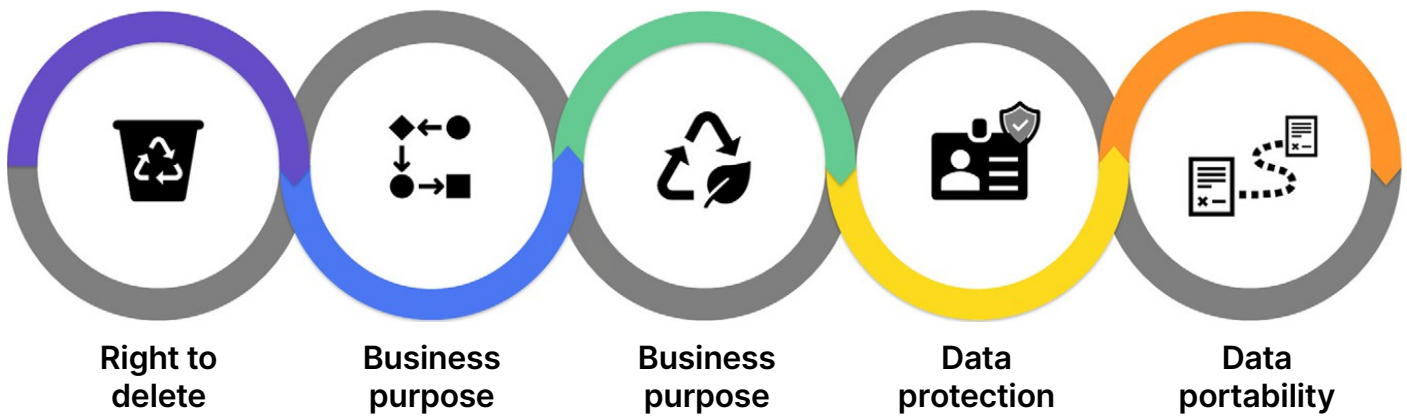 Right to
delete
Business
purpose
Business
purpose
Data
protection
Data
portability